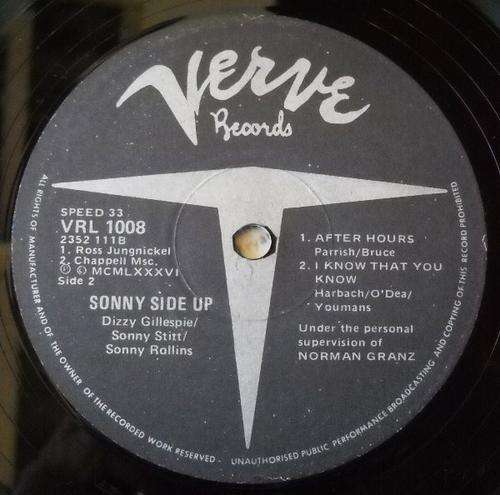 Verve
Records
SPEED 33
VRL 1008
2352 111B
1. Ross Jungnickel
2. Chappell Msc.
Ⓟ © MCMLXXXVI
Side 2
SONNY SIDE UP
Dizzy Gillespie/
Sonny Stitt/
Sonny Rollins
1. AFTER HOURS
Parrish/Bruce
2. I KNOW THAT YOU
KNOW
Harbach/O'Dea/
Youmans
Under the personal
supervision of
NORMAN GRANZ
ALL RIGHTS OF MANUFACTURER AND OF THE OWNER OF THE RECORDED WORK RESERVED - UNAUTHORISED PUBLIC PERFORMANCE BROADCASTING AND COPYING OF THIS RECORD PROHIBITED